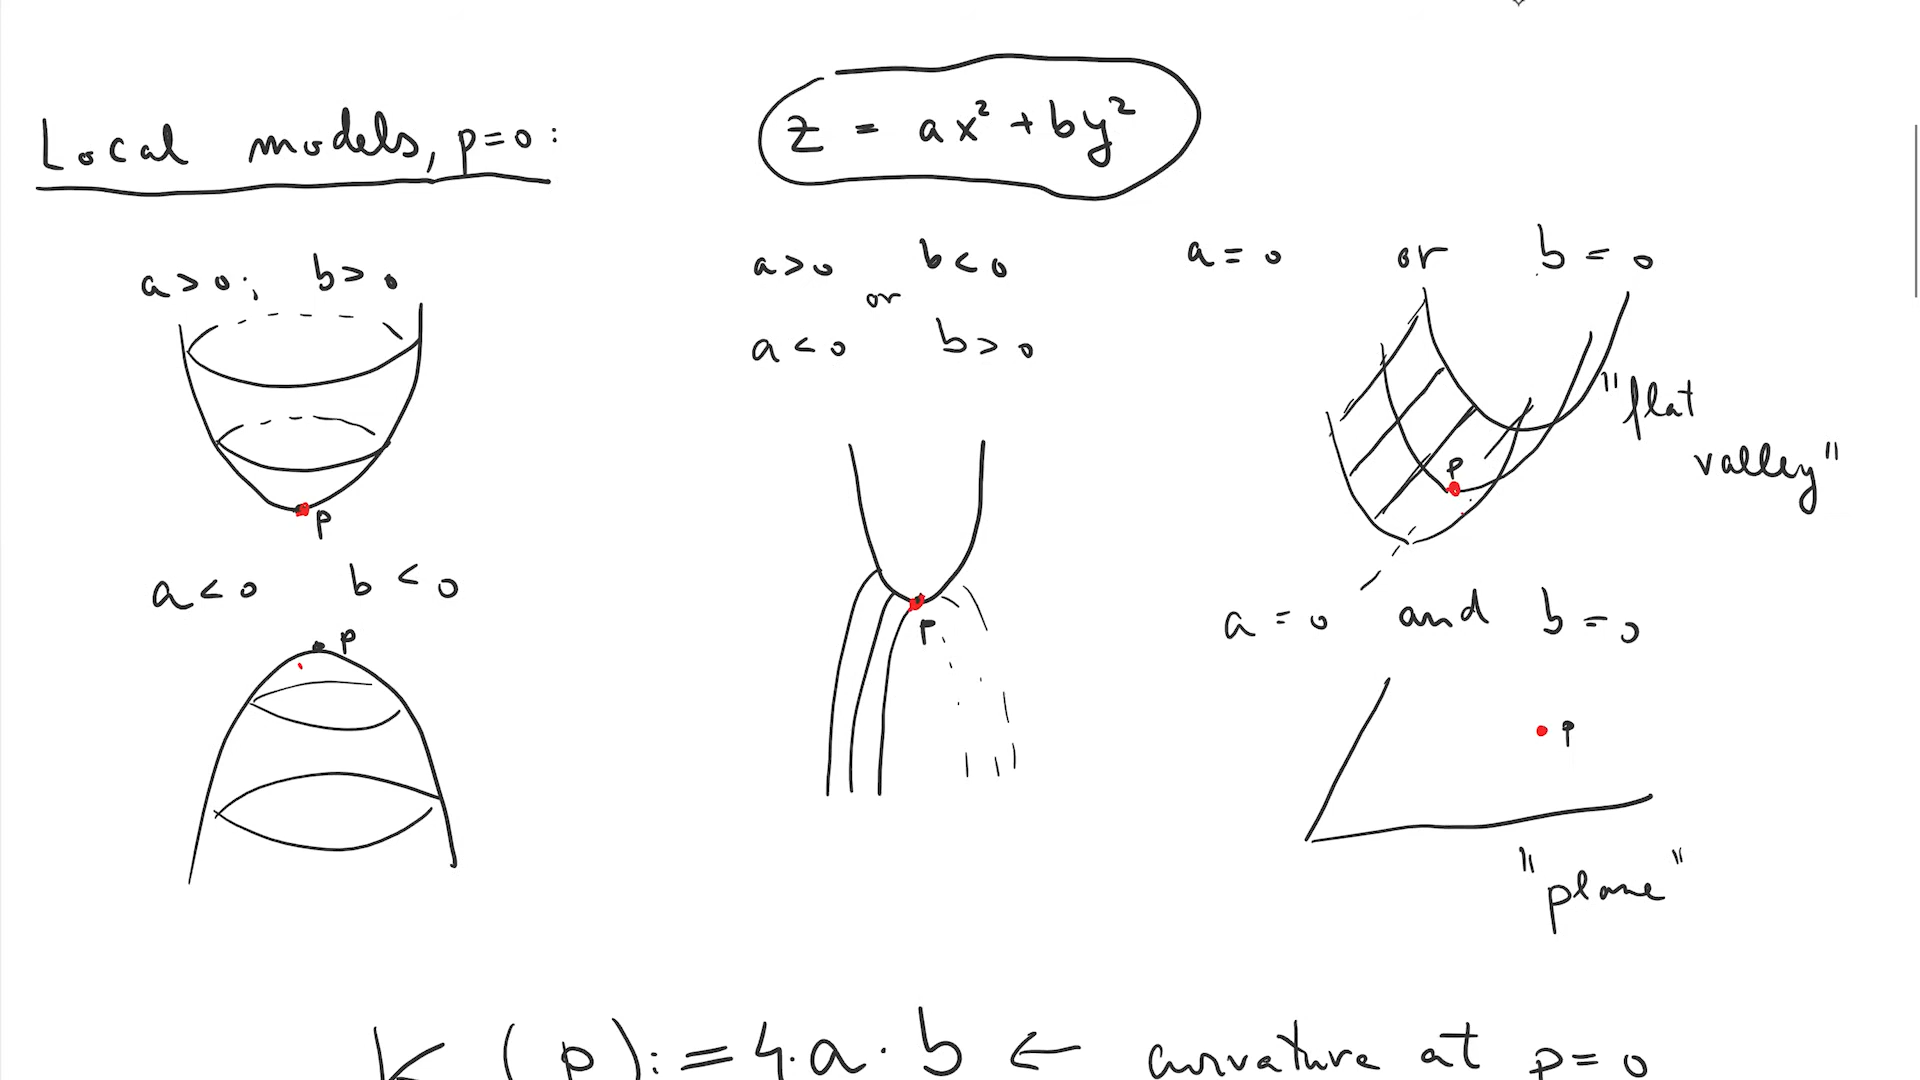 Local models, p=0:
z = ax² + by²
a>0; b>0
p
a<0 b<0
p
a>0 b<0
or
a<0 b>0
p
a=0 or b=0
"flat
valley"
p
a=0 and b=0
p
"plane"
K(p):=4·a·b ← curvature at p=0